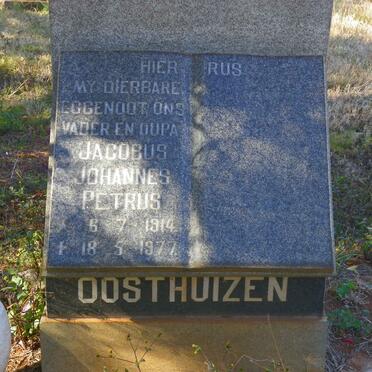 HIER RUS
MY DIERBARE
EGGENOOT ONS
VADER EN OUPA
JACOBUS
JOHANNES
PETRUS
* 6 7 1914
† 18 5 1977
OOSTHUIZEN